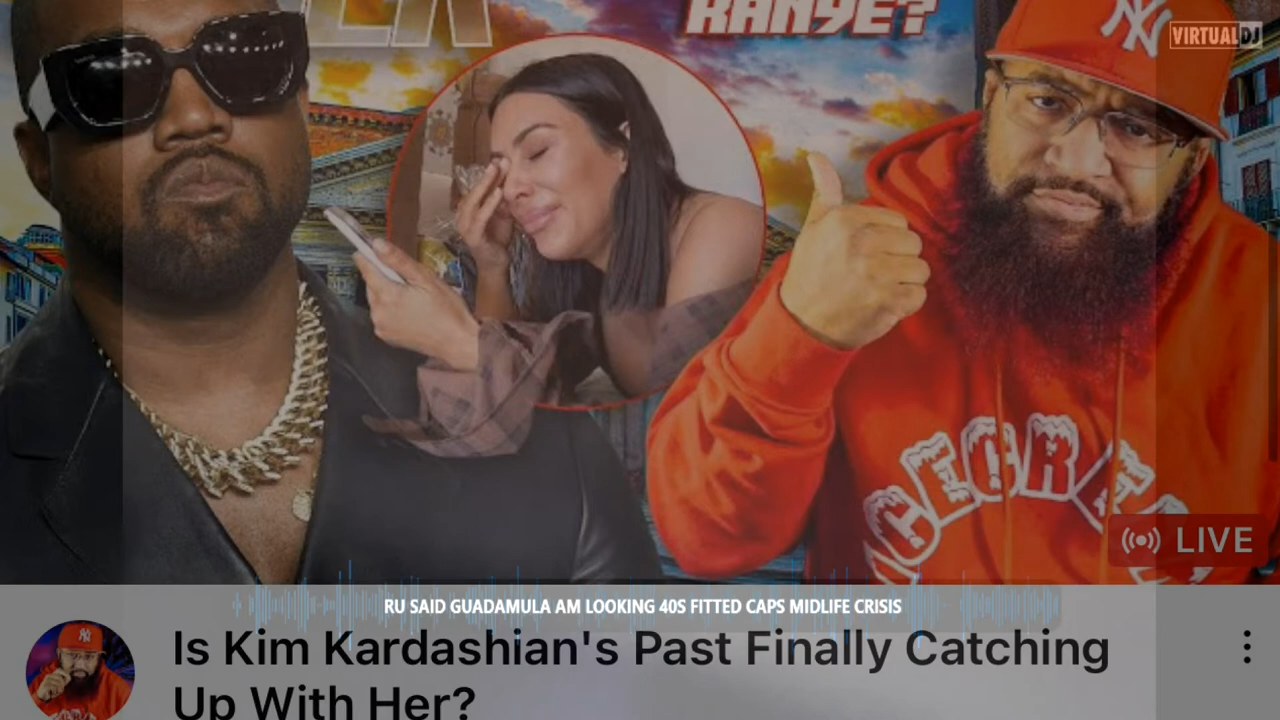 KANYE?
NY
VIRTUALDJ
LIVE
RU SAID GUADAMULA AM LOOKING 40S FITTED CAPS MIDLIFE CRISIS
Is Kim Kardashian's Past Finally Catching
Up With Her?